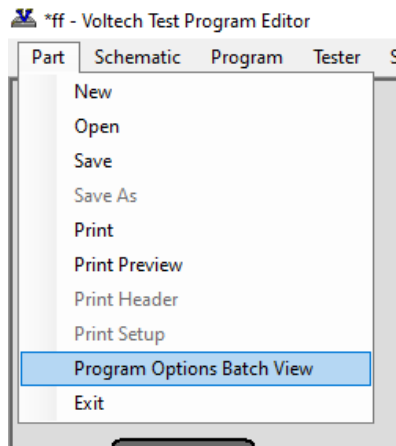 *ff - Voltech Test Program Editor
Part Schematic Program Tester S
New
Open
Save
Save As
Print
Print Preview
Print Header
Print Setup
Program Options Batch View
Exit